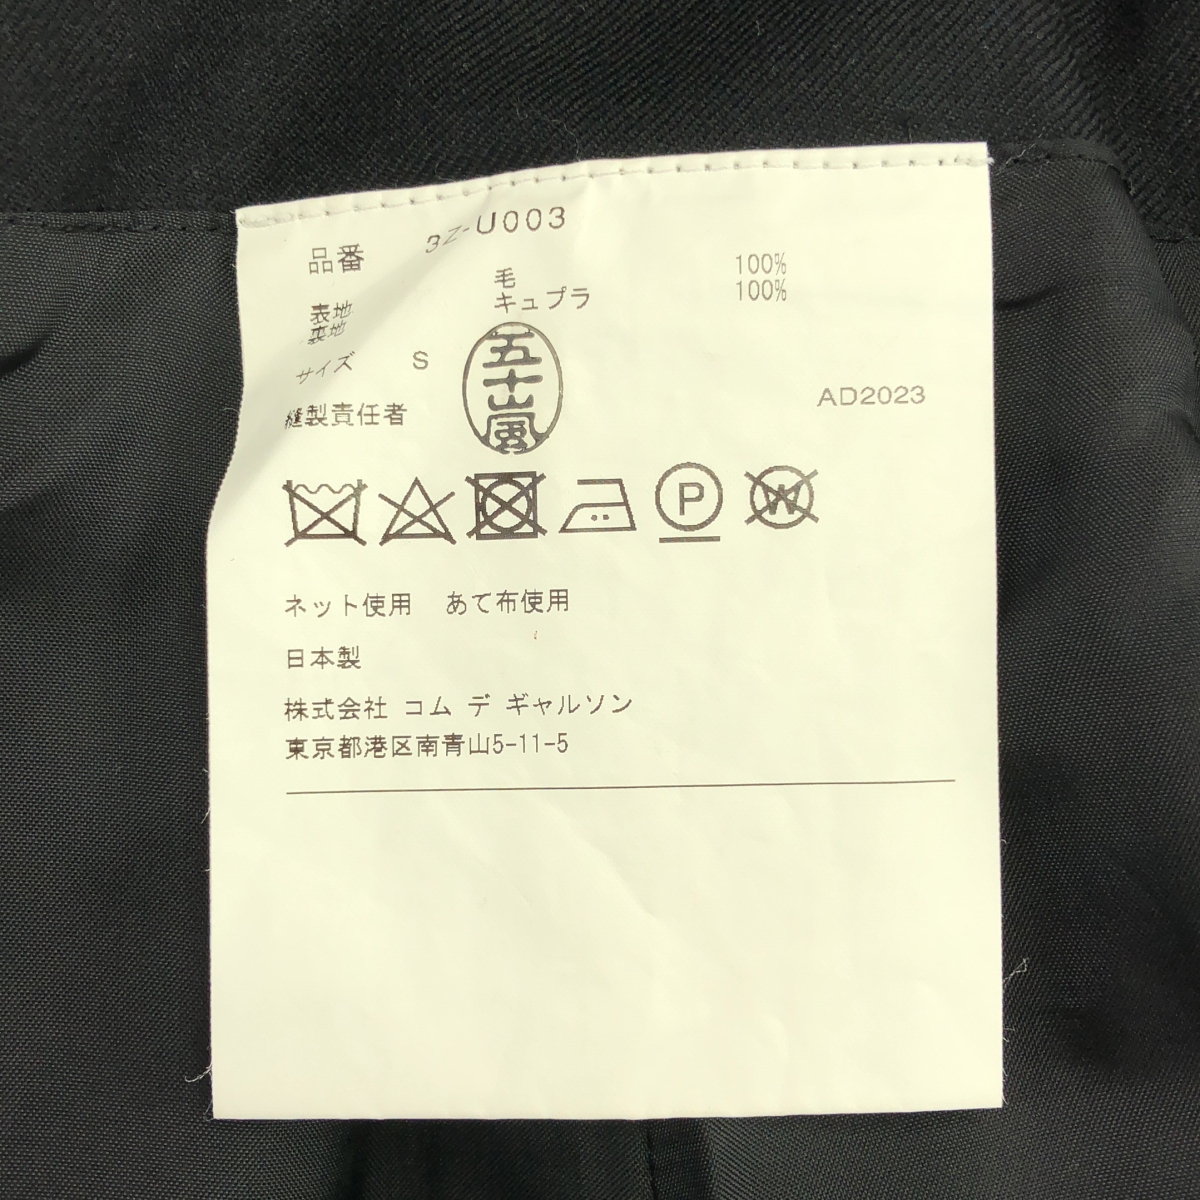 品番 3Z-U003
表地 毛 100%
裏地 キュプラ 100%
サイズ S
縫製責任者 五十嵐
AD2023
P
W
ネット使用 あて布使用
日本製
株式会社 コム デ ギャルソン
東京都港区南青山5-11-5